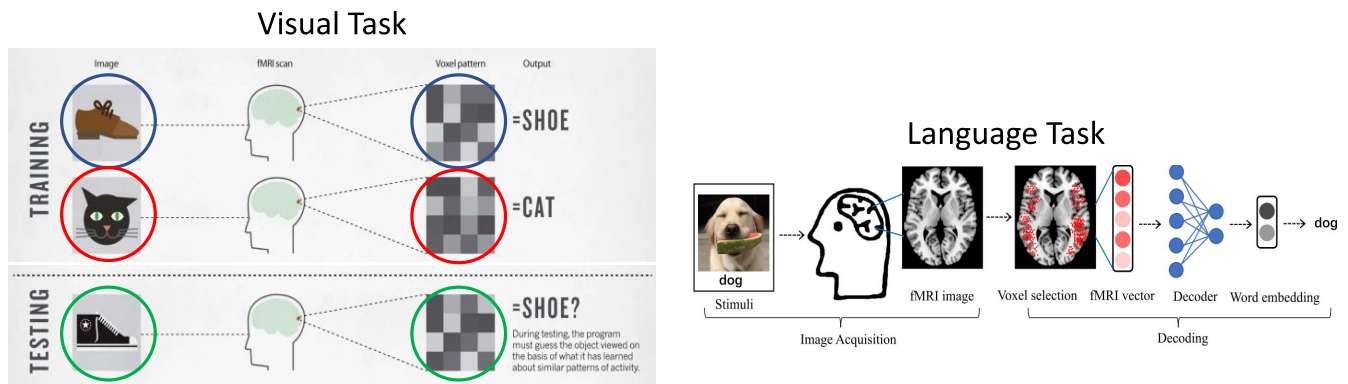 Visual Task
Image
fMRI scan
Voxel pattern
Output
TRAINING
=SHOE
=CAT
TESTING
=SHOE?
During testing, the program
must guess the object viewed on
the basis of what it has learned
about similar patterns of activity.
Language Task
dog
Stimuli
fMRI image
Voxel selection
fMRI vector
Decoder
Word embedding
dog
Image Acquisition
Decoding